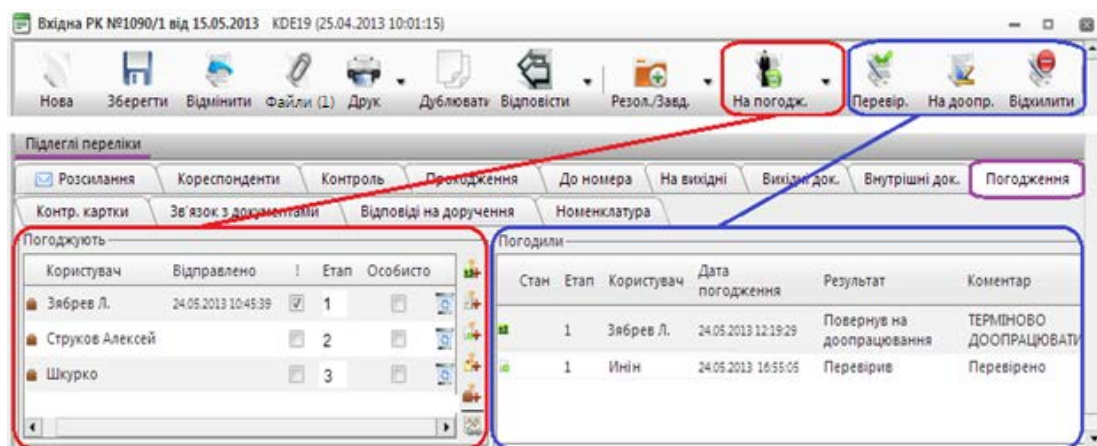 Вхідна РК №1090/1 від 15.05.2013 KDE19 (25.04.2013 10:01:15)
Нова Зберегти Відмінити Файли (1) Друк Дублювати Відповісти Резол./Завд. На погодж. Перевір. На доопр. Відхилити
Підлеглі переліки
Розсилання Кореспонденти Контроль Проходження До номера На вихідні Вихідні док. Внутрішні док. Погодження
Контр. картки Зв'язок з документами Відповіді на доручення Номенклатура
Погоджують
Користувач Відправлено ! Етап Особисто
Зябрев Л. 24.05.2013 10:45:39 1
Струков Алексей 2
Шкурко 3
Погодили
Стан Етап Користувач Дата погодження Результат Коментар
1 Зябрев Л. 24.05.2013 12:19:29 Повернув на доопрацювання ТЕРМІНОВО ДООПРАЦЮВАТИ
1 Инін 24.05.2013 16:55:05 Перевірив Перевірено